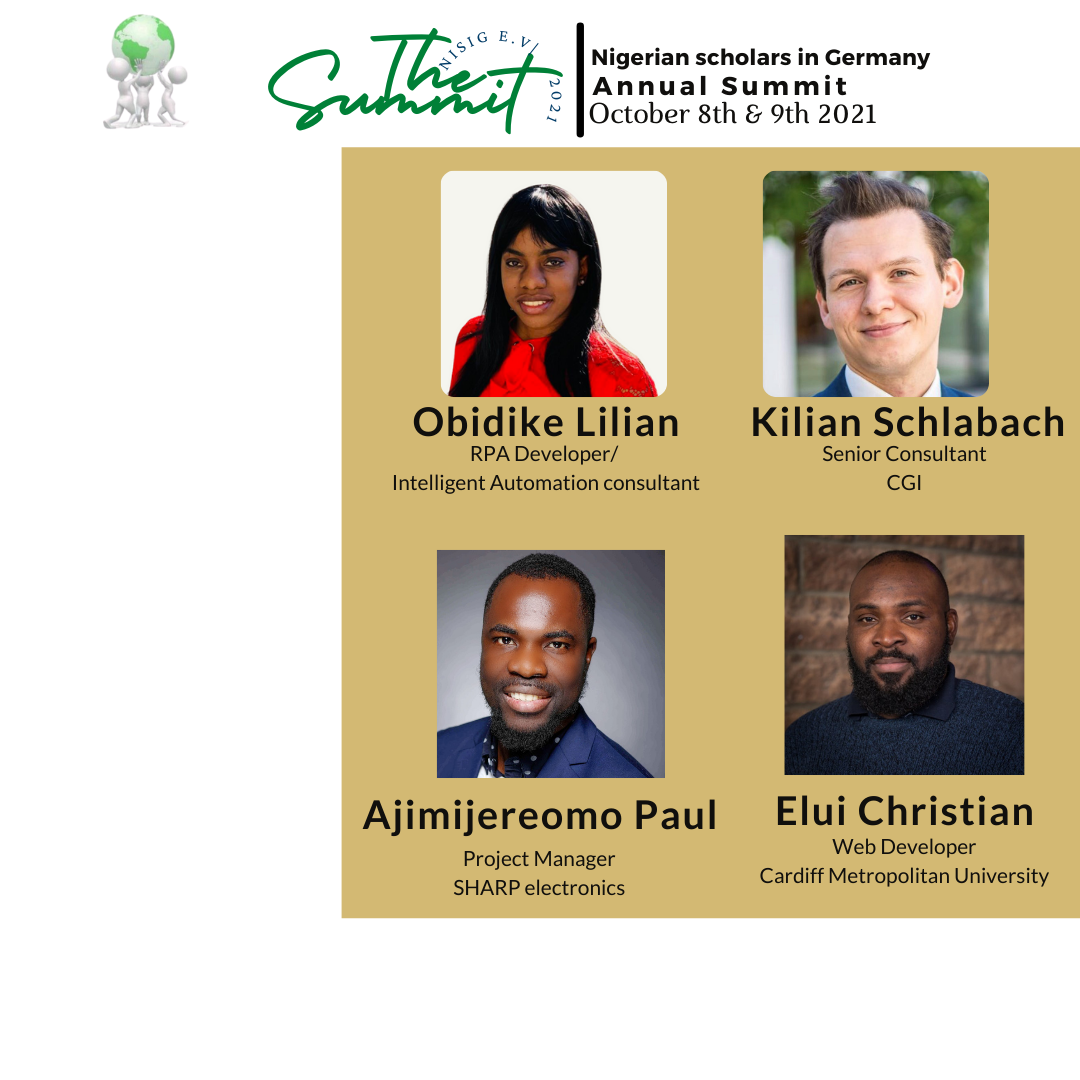 The Summit
NISIG E.V/ 2021
Nigerian scholars in Germany
Annual Summit
October 8th & 9th 2021
Obidike Lilian
RPA Developer/
Intelligent Automation consultant
Kilian Schlabach
Senior Consultant
CGI
Ajimijereomo Paul
Project Manager
SHARP electronics
Elui Christian
Web Developer
Cardiff Metropolitan University